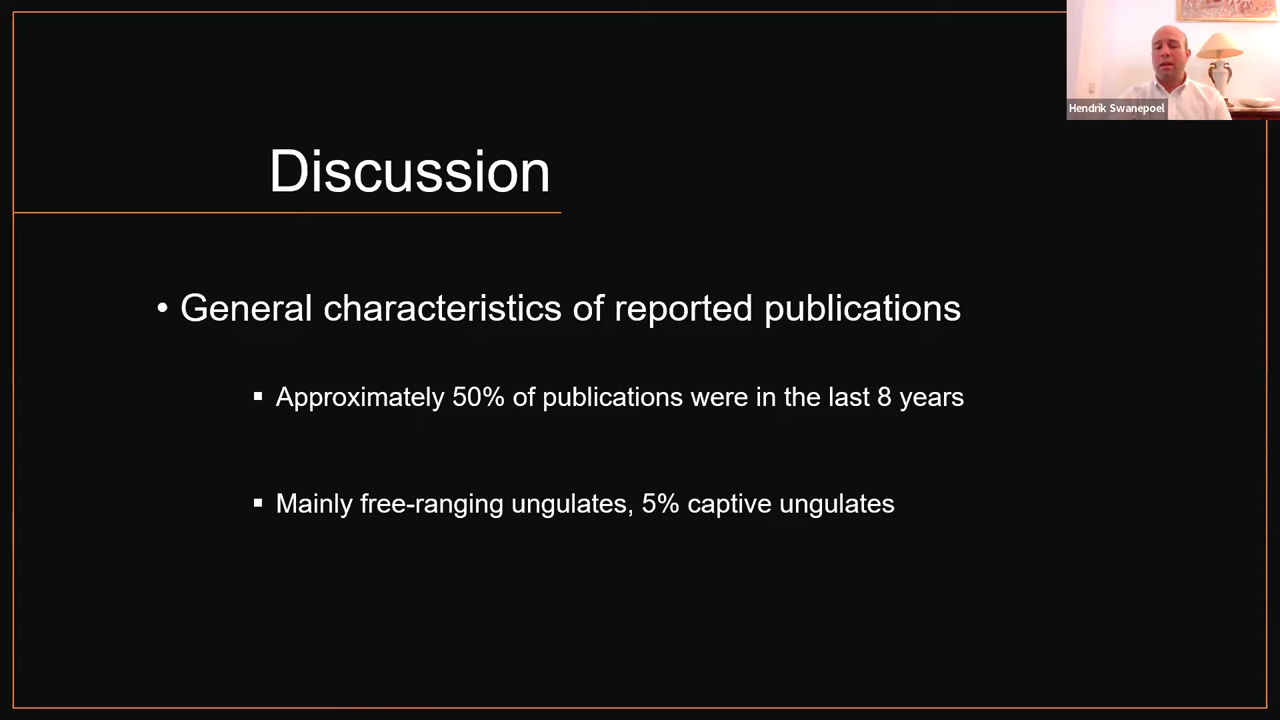 Hendrik Swanepoel
Discussion
• General characteristics of reported publications
▪ Approximately 50% of publications were in the last 8 years
▪ Mainly free-ranging ungulates, 5% captive ungulates